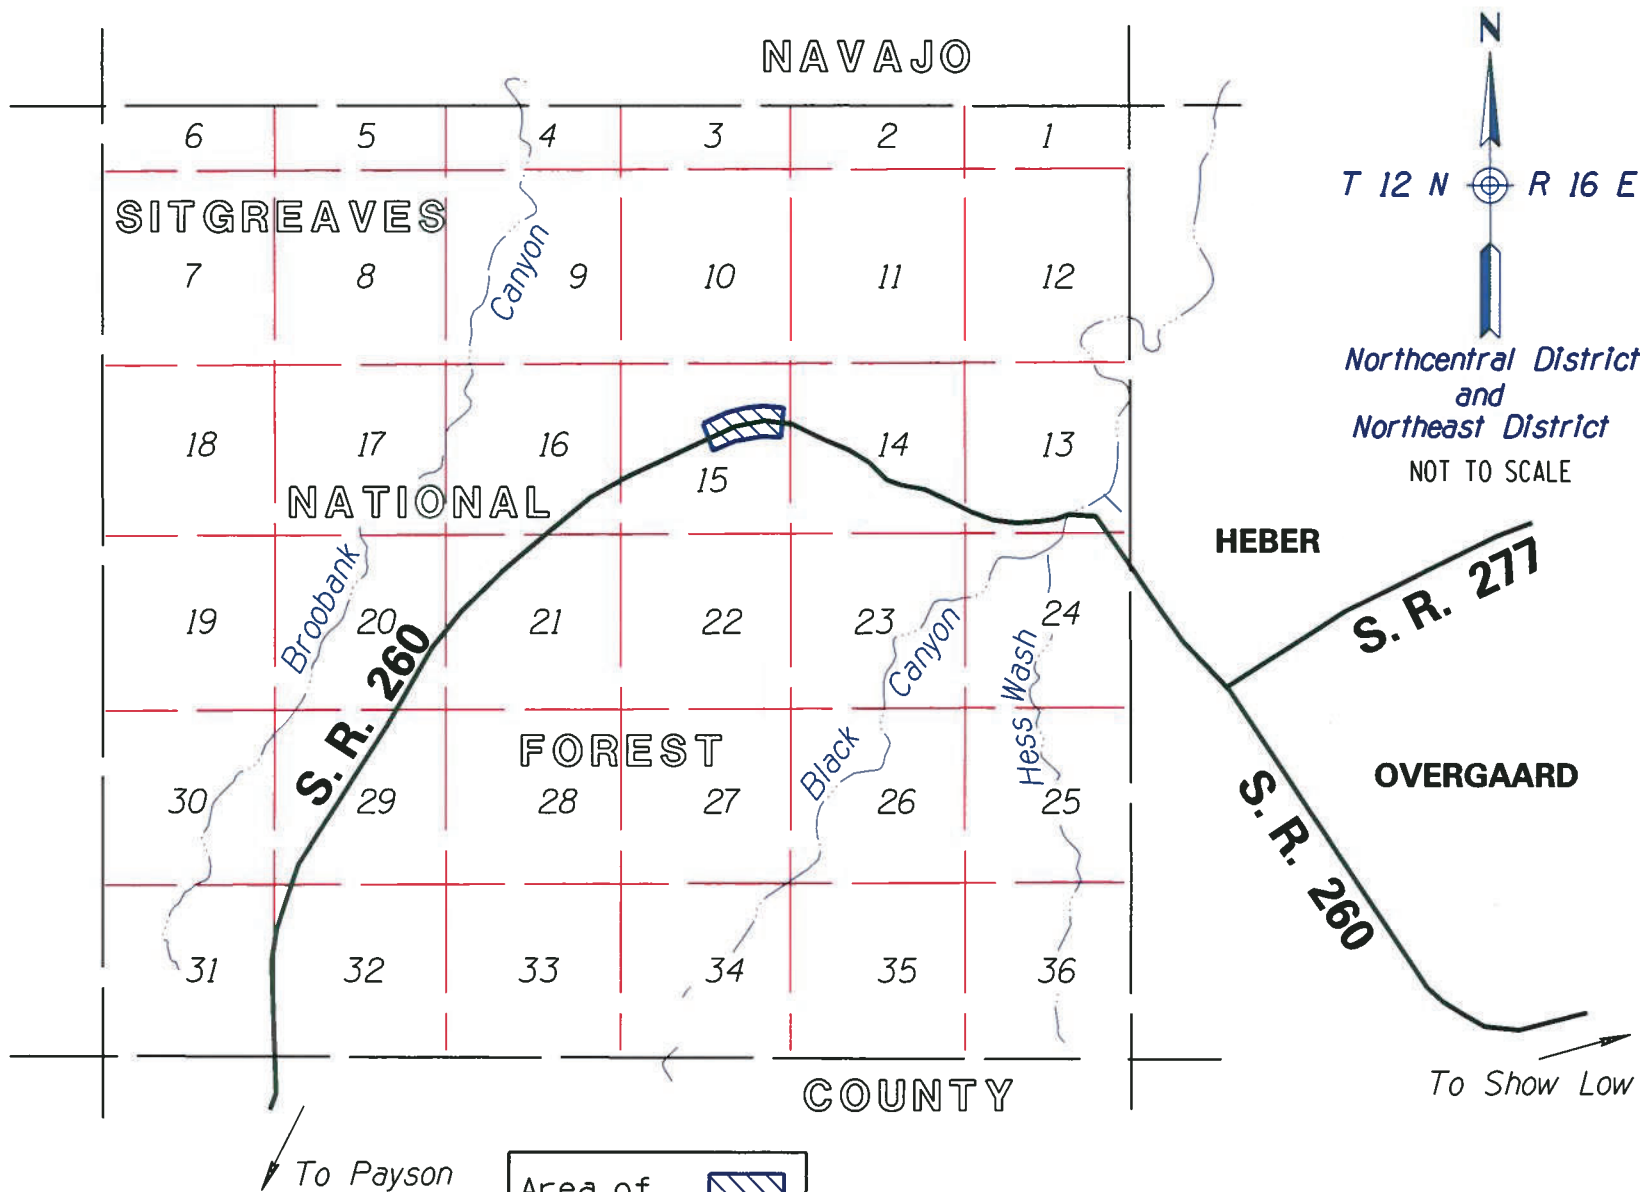 NAVAJO
N
6 5 4 3 2 1
T 12 N R 16 E
SITGREAVES
Canyon
7 8 9 10 11 12
Northcentral District
and
Northeast District
NOT TO SCALE
18 17 16 15 14 13
NATIONAL
HEBER
S. R. 277
Broobank
19 20 21 22 23 24
S. R. 260
Black Canyon
Hess Wash
FOREST
OVERGAARD
30 29 28 27 26 25
S. R. 260
31 32 33 34 35 36
COUNTY
To Show Low
To Payson
Area of